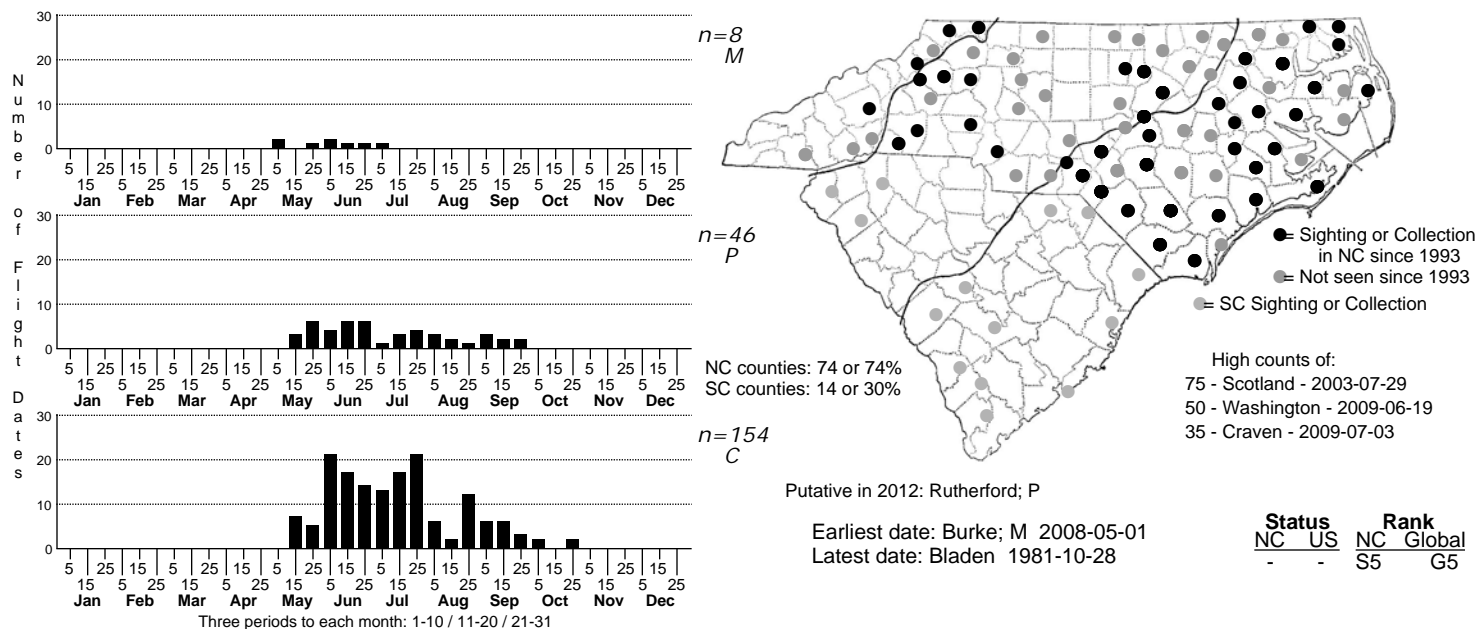 Number of Flight Dates
30
20
10
0
n=8
M
5 15 25 5 15 25 5 15 25 5 15 25 5 15 25 5 15 25 5 15 25 5 15 25 5 15 25 5 15 25 5 15 25 5 15 25
Jan Feb Mar Apr May Jun Jul Aug Sep Oct Nov Dec
30
20
10
0
n=46
P
5 15 25 5 15 25 5 15 25 5 15 25 5 15 25 5 15 25 5 15 25 5 15 25 5 15 25 5 15 25 5 15 25 5 15 25
Jan Feb Mar Apr May Jun Jul Aug Sep Oct Nov Dec
30
20
10
0
n=154
C
5 15 25 5 15 25 5 15 25 5 15 25 5 15 25 5 15 25 5 15 25 5 15 25 5 15 25 5 15 25 5 15 25 5 15 25
Jan Feb Mar Apr May Jun Jul Aug Sep Oct Nov Dec
Three periods to each month: 1-10 / 11-20 / 21-31
NC counties: 74 or 74%
SC counties: 14 or 30%
= Sighting or Collection
in NC since 1993
= Not seen since 1993
= SC Sighting or Collection
High counts of:
75 - Scotland - 2003-07-29
50 - Washington - 2009-06-19
35 - Craven - 2009-07-03
Putative in 2012: Rutherford; P
Earliest date: Burke; M 2008-05-01
Latest date: Bladen 1981-10-28
Status Rank
NC US NC Global
- - S5 G5